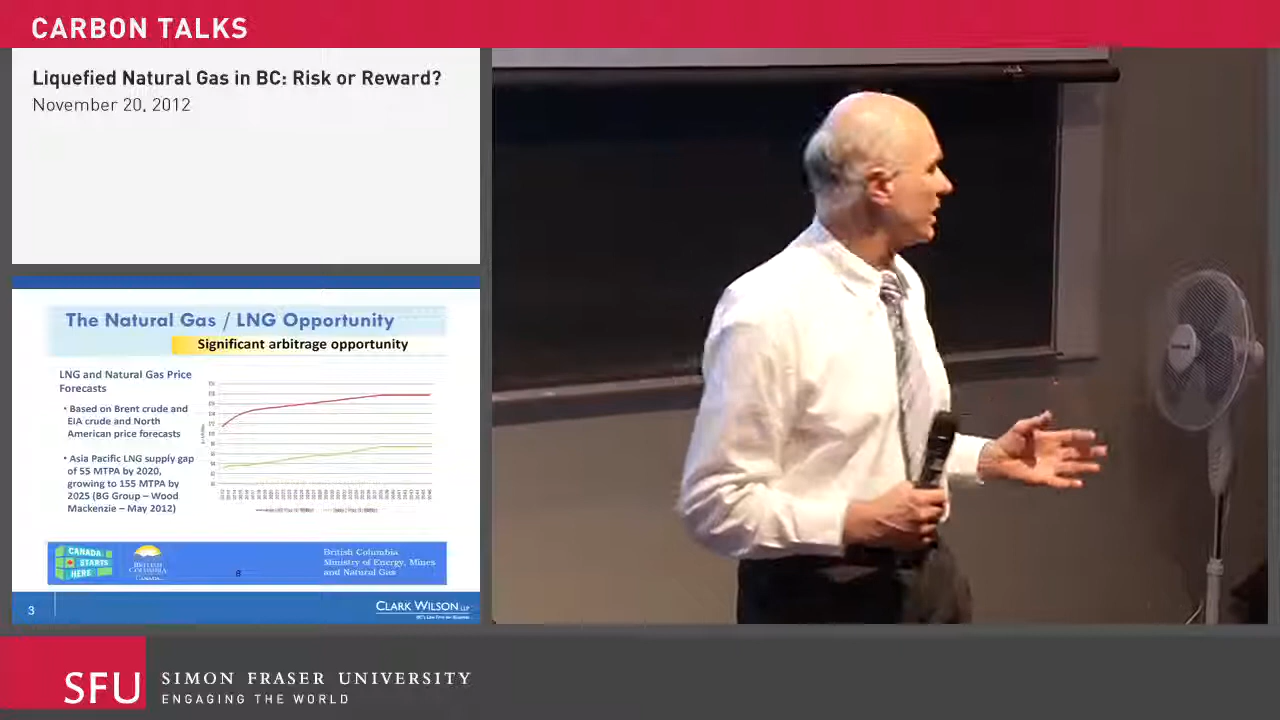 CARBON TALKS
Liquefied Natural Gas in BC: Risk or Reward?
November 20, 2012
The Natural Gas / LNG Opportunity
Significant arbitrage opportunity
LNG and Natural Gas Price
Forecasts
• Based on Brent crude and
EIA crude and North
American price forecasts
• Asia Pacific LNG supply gap
of 55 MTPA by 2020,
growing to 155 MTPA by
2025 (BG Group – Wood
Mackenzie – May 2012)
CANADA
STARTS
HERE
BRITISH
COLUMBIA
CANADA
8
British Columbia
Ministry of Energy, Mines
and Natural Gas
3
CLARK WILSON LLP
SFU
SIMON FRASER UNIVERSITY
ENGAGING THE WORLD